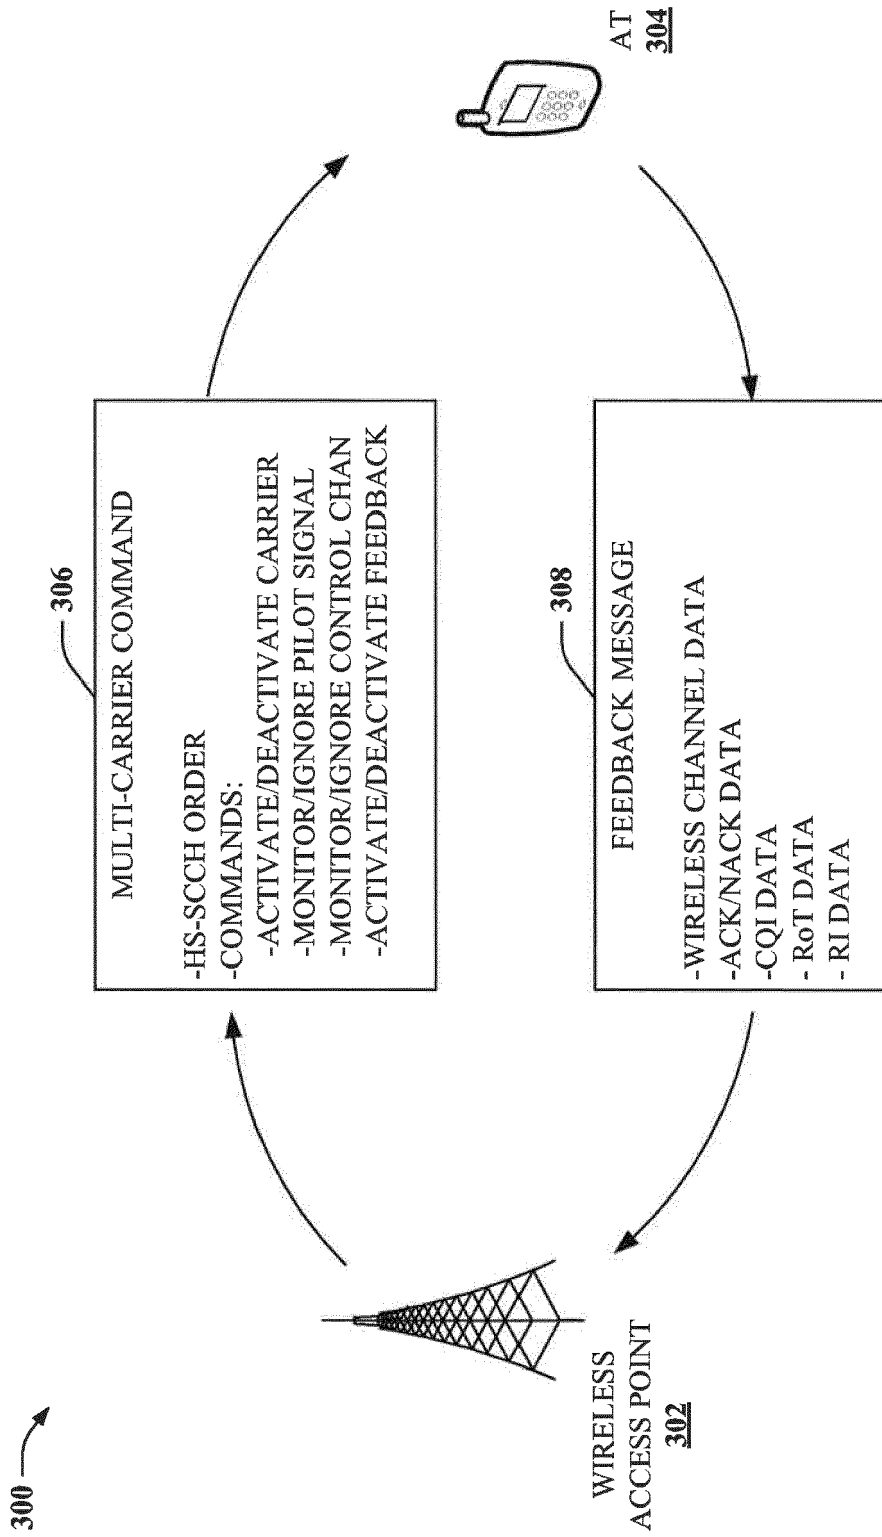 300
306
MULTI-CARRIER COMMAND
-HS-SCCH ORDER
-COMMANDS:
-ACTIVATE/DEACTIVATE CARRIER
-MONITOR/IGNORE PILOT SIGNAL
-MONITOR/IGNORE CONTROL CHAN
-ACTIVATE/DEACTIVATE FEEDBACK
WIRELESS
ACCESS POINT
302
AT
304
308
FEEDBACK MESSAGE
-WIRELESS CHANNEL DATA
-ACK/NACK DATA
-CQI DATA
- RoT DATA
- RI DATA